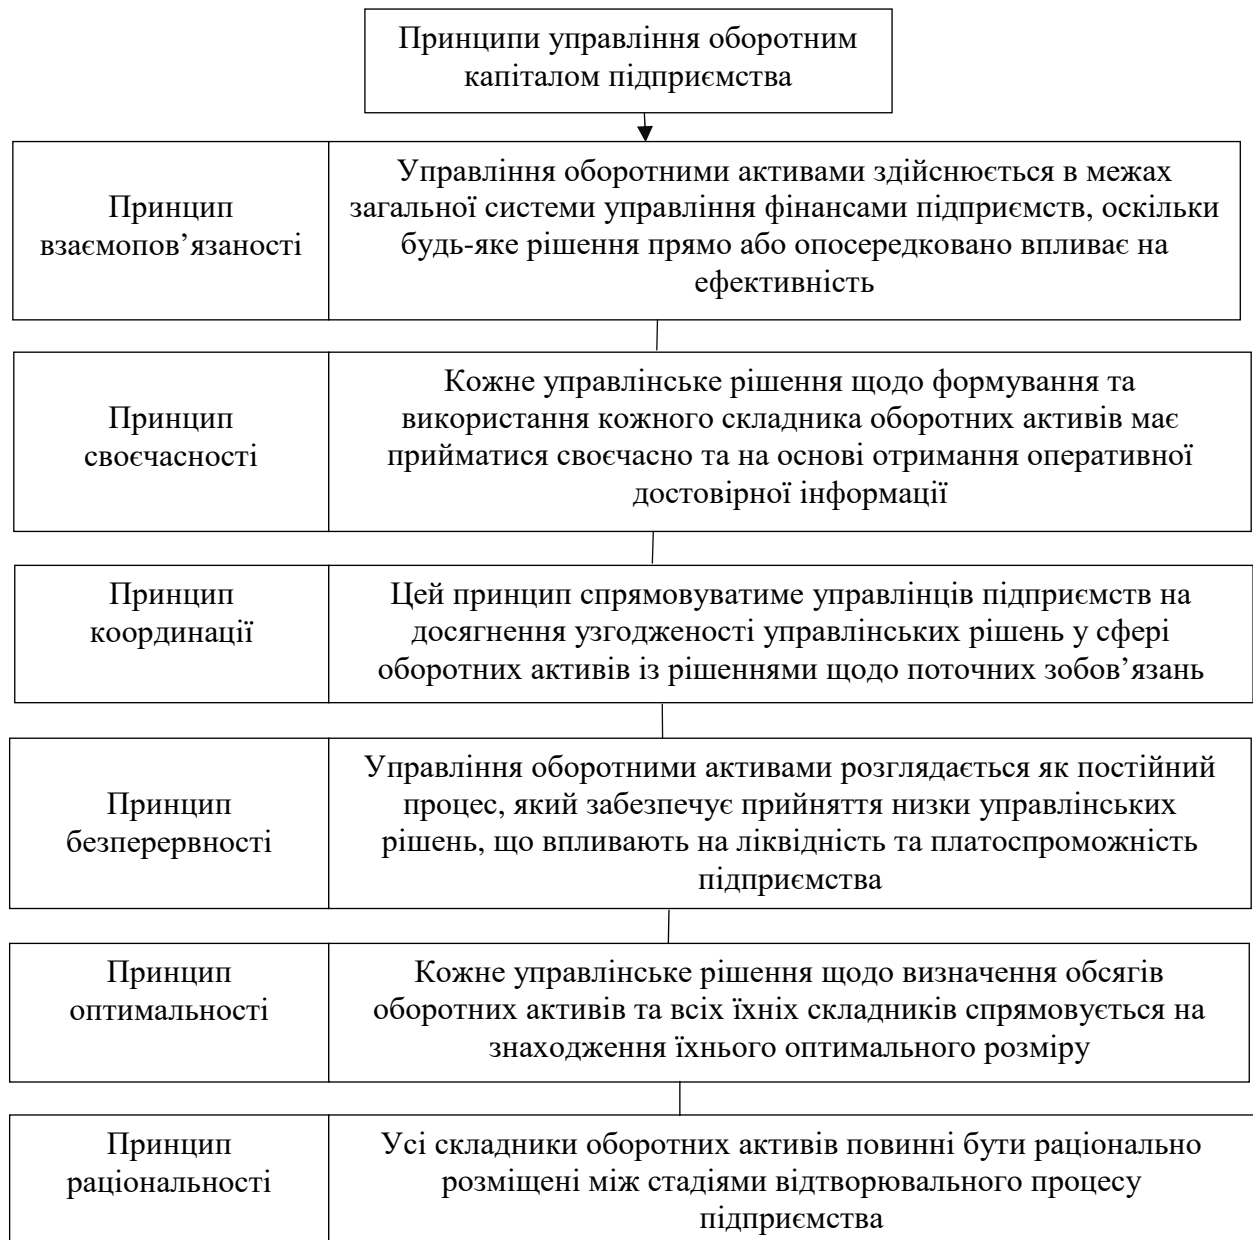 Принципи управління оборотним
капіталом підприємства
Принцип
взаємопов’язаності
Управління оборотними активами здійснюється в межах
загальної системи управління фінансами підприємств, оскільки
будь-яке рішення прямо або опосередковано впливає на
ефективність
Принцип
своєчасності
Кожне управлінське рішення щодо формування та
використання кожного складника оборотних активів має
прийматися своєчасно та на основі отримання оперативної
достовірної інформації
Принцип
координації
Цей принцип спрямовуватиме управлінців підприємств на
досягнення узгодженості управлінських рішень у сфері
оборотних активів із рішеннями щодо поточних зобов’язань
Принцип
безперервності
Управління оборотними активами розглядається як постійний
процес, який забезпечує прийняття низки управлінських
рішень, що впливають на ліквідність та платоспроможність
підприємства
Принцип
оптимальності
Кожне управлінське рішення щодо визначення обсягів
оборотних активів та всіх їхніх складників спрямовується на
знаходження їхнього оптимального розміру
Принцип
раціональності
Усі складники оборотних активів повинні бути раціонально
розміщені між стадіями відтворювального процесу
підприємства